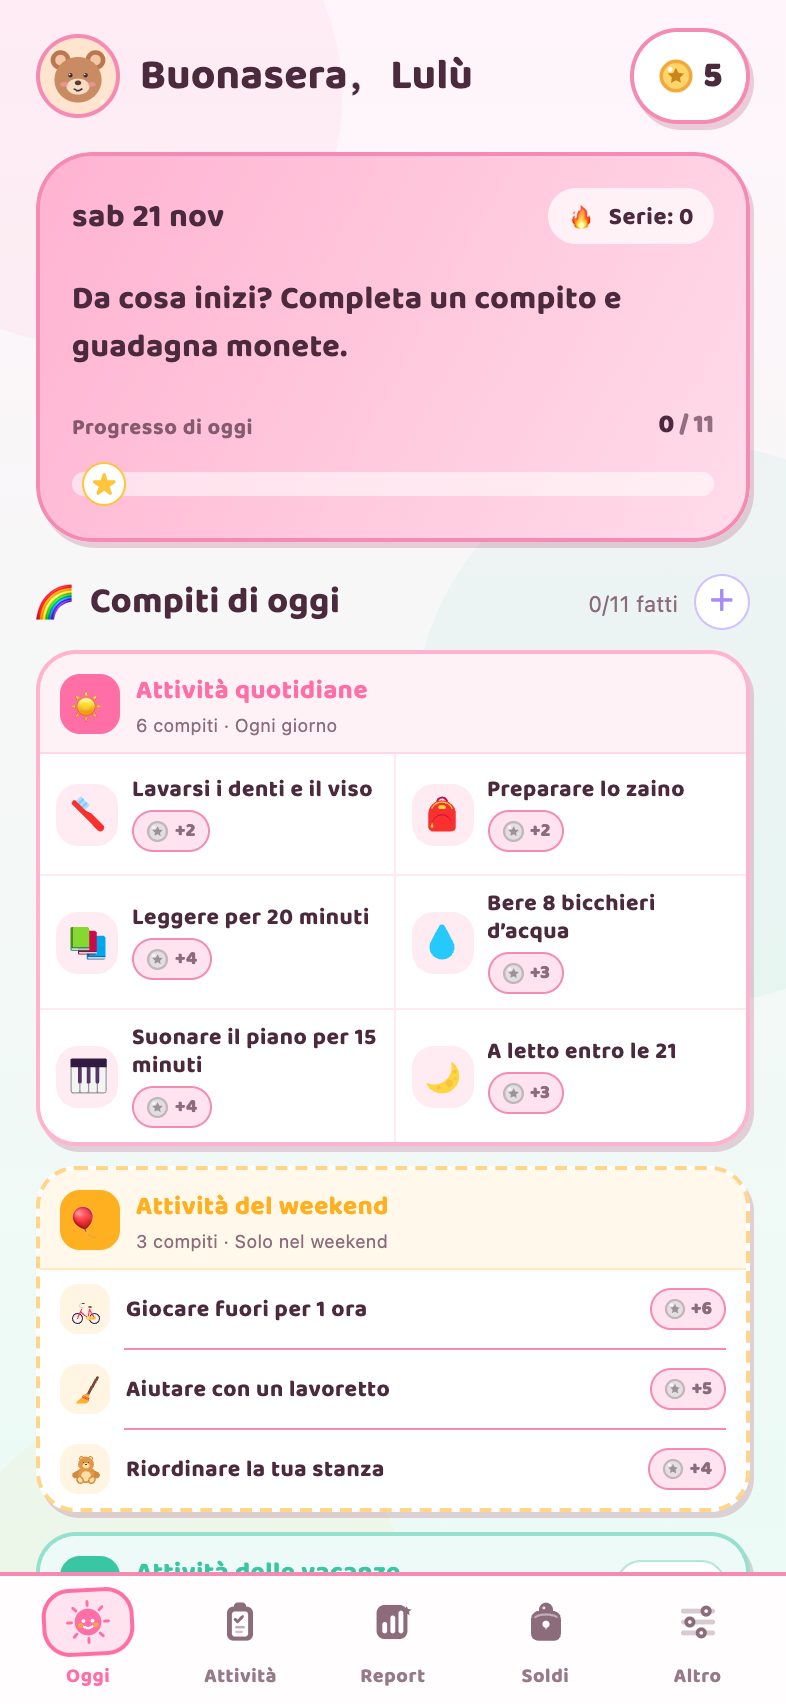 Buonasera, Lulù
5
sab 21 nov
Serie: 0
Da cosa inizi? Completa un compito e
guadagna monete.
Progresso di oggi
0 / 11
Compiti di oggi
0/11 fatti
Attività quotidiane
6 compiti · Ogni giorno
Lavarsi i denti e il viso
+2
Preparare lo zaino
+2
Leggere per 20 minuti
+4
Bere 8 bicchieri
d'acqua
+3
Suonare il piano per 15
minuti
+4
A letto entro le 21
+3
Attività del weekend
3 compiti · Solo nel weekend
Giocare fuori per 1 ora
+6
Aiutare con un lavoretto
+5
Riordinare la tua stanza
+4
Attività delle vacanze
Oggi
Attività
Report
Soldi
Altro